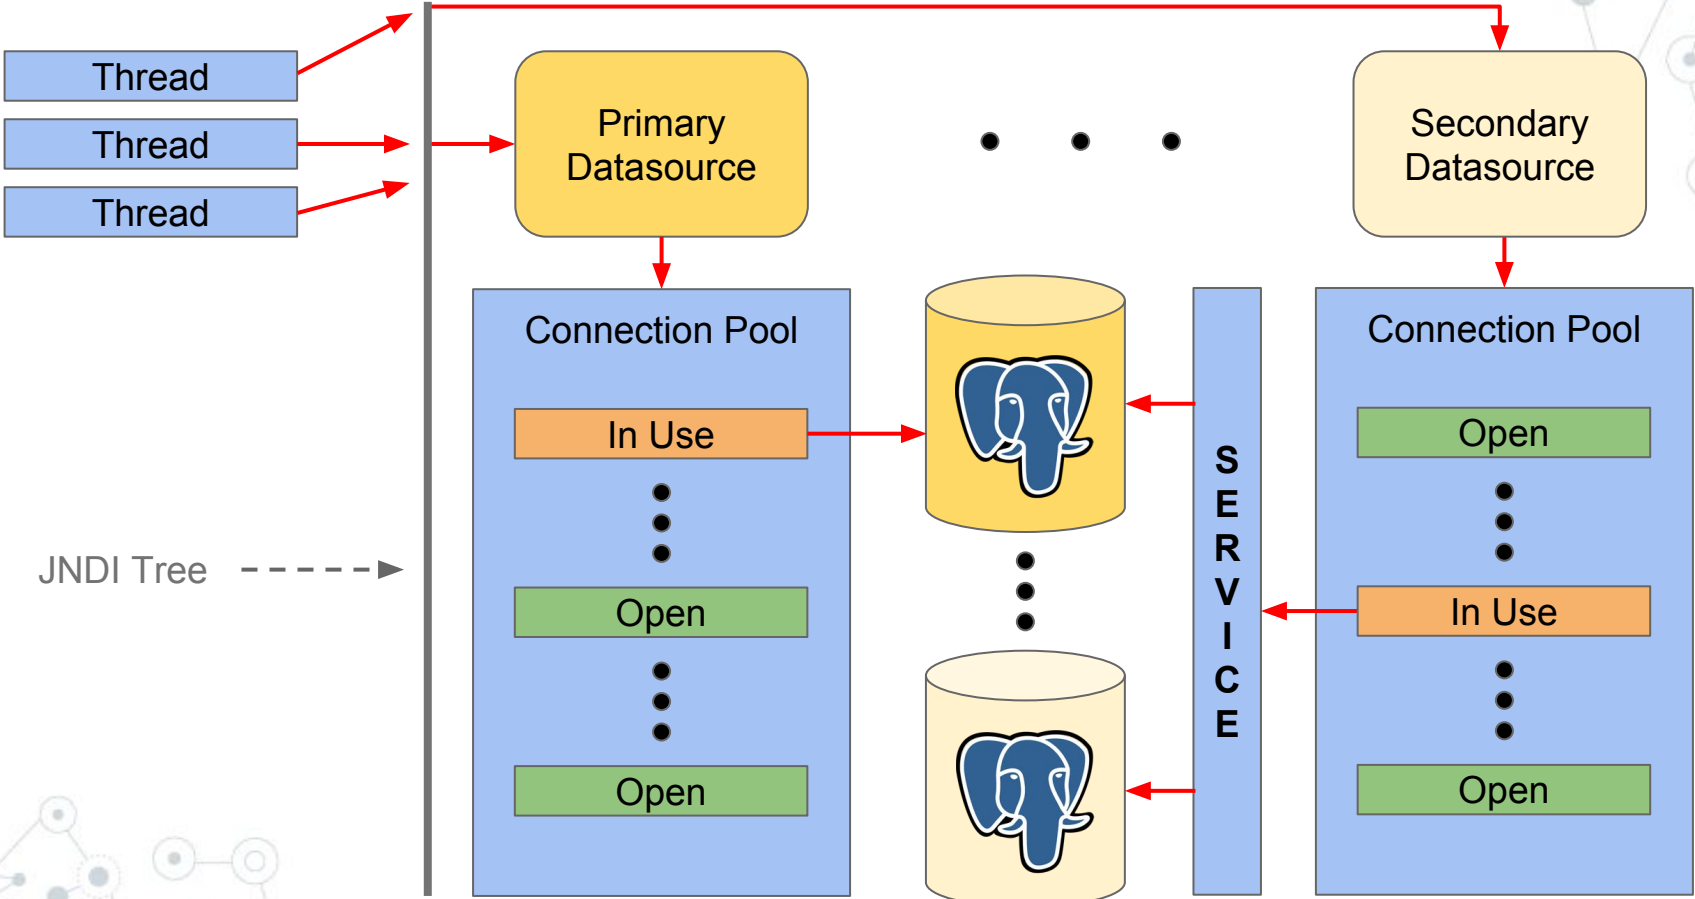 Thread
Thread
Thread
Primary
Datasource
Secondary
Datasource
JNDI Tree
Connection Pool
In Use
Open
Open
S
E
R
V
I
C
E
Connection Pool
Open
In Use
Open